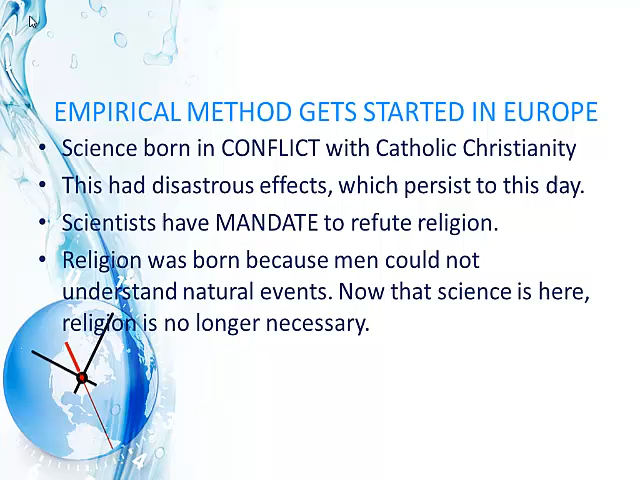 EMPIRICAL METHOD GETS STARTED IN EUROPE
• Science born in CONFLICT with Catholic Christianity
• This had disastrous effects, which persist to this day.
• Scientists have MANDATE to refute religion.
• Religion was born because men could not
understand natural events. Now that science is here,
religion is no longer necessary.
4